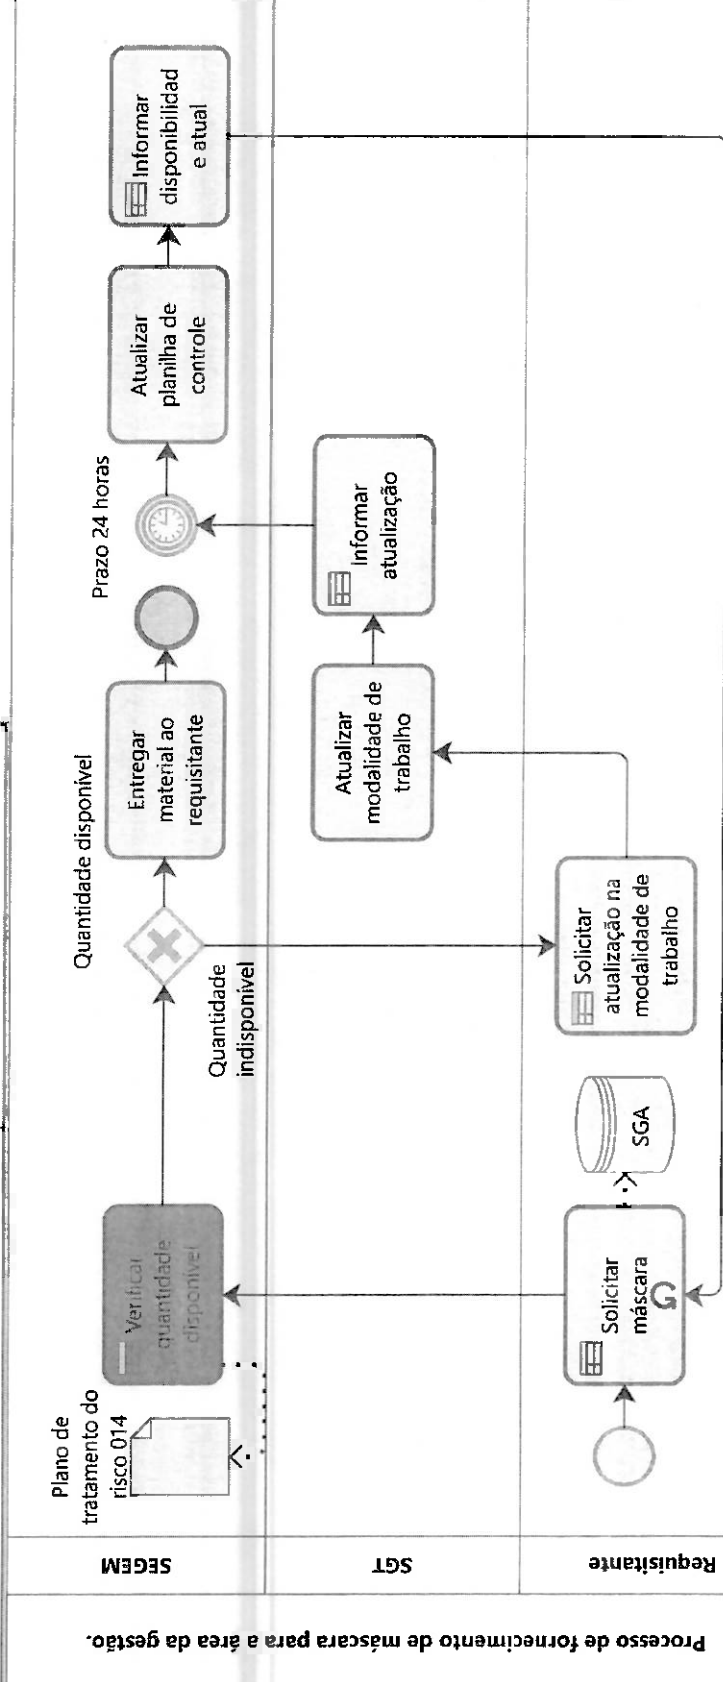 Processo de fornecimento de máscara para a área da gestão.
SEGEM
Plano de
tratamento do
risco 014
Verificar
quantidade
disponível
Quantidade disponível
Quantidade
indisponível
Entregar
material ao
requisitante
Prazo 24 horas
Atualizar
planilha de
controle
Informar
disponibilidad
e atual
SGT
Atualizar
modalidade de
trabalho
Informar
atualização
Requisitante
Solicitar
máscara
SGA
Solicitar
atualização na
modalidade de
trabalho